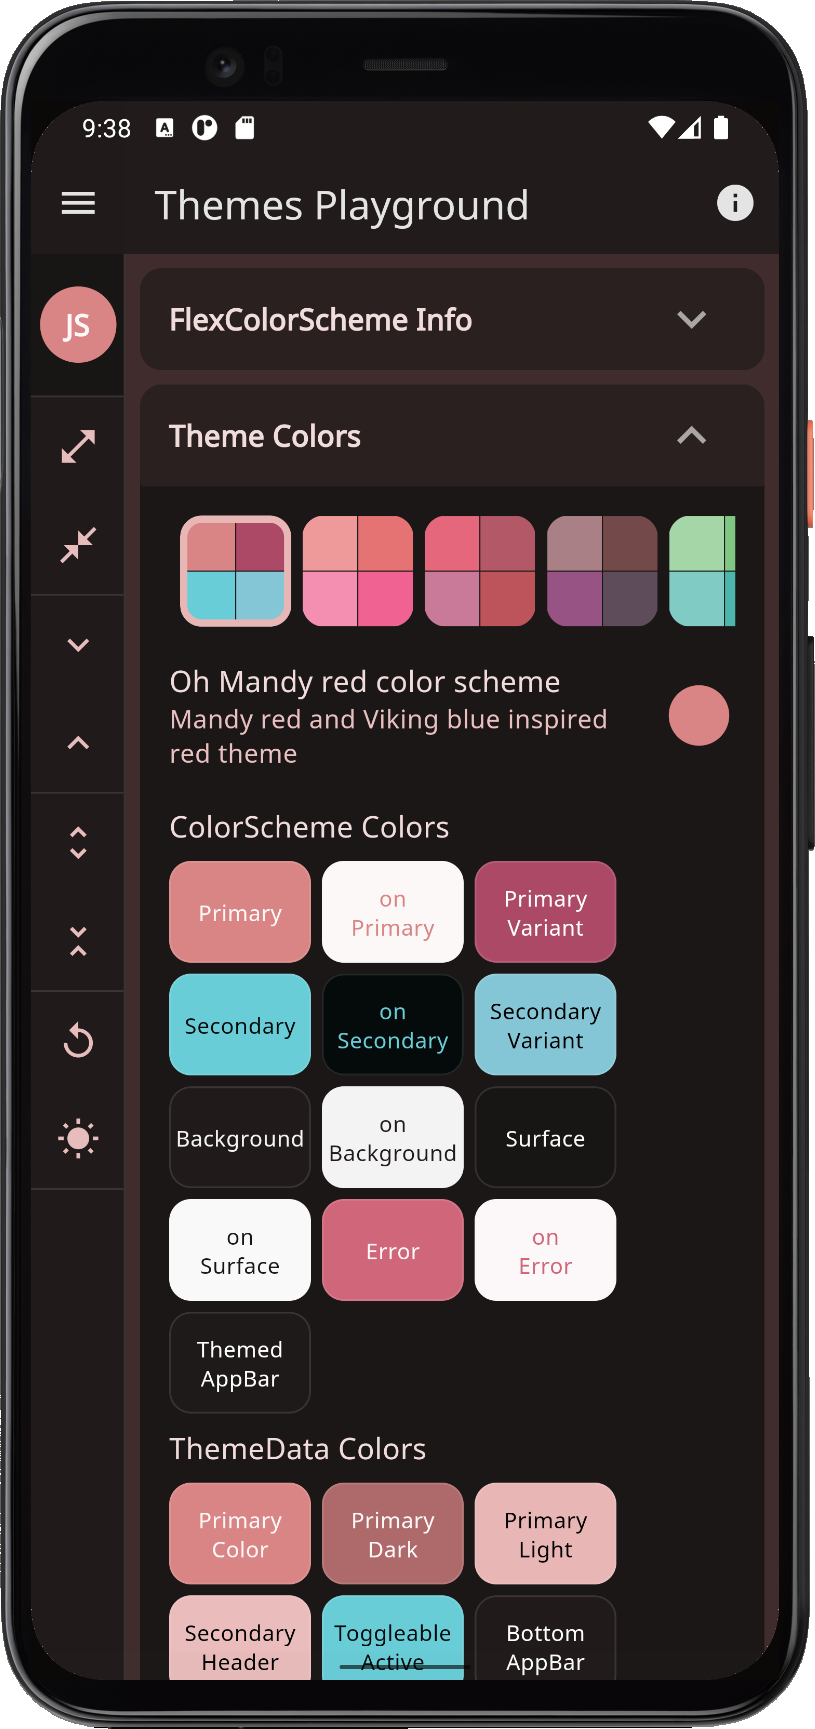 9:38
A
Themes Playground
JS
FlexColorScheme Info
Theme Colors
Oh Mandy red color scheme
Mandy red and Viking blue inspired
red theme
ColorScheme Colors
Primary
on
Primary
Primary
Variant
Secondary
on
Secondary
Secondary
Variant
Background
on
Background
Surface
on
Surface
Error
on
Error
Themed
AppBar
ThemeData Colors
Primary
Color
Primary
Dark
Primary
Light
Secondary
Header
Toggleable
Active
Bottom
AppBar